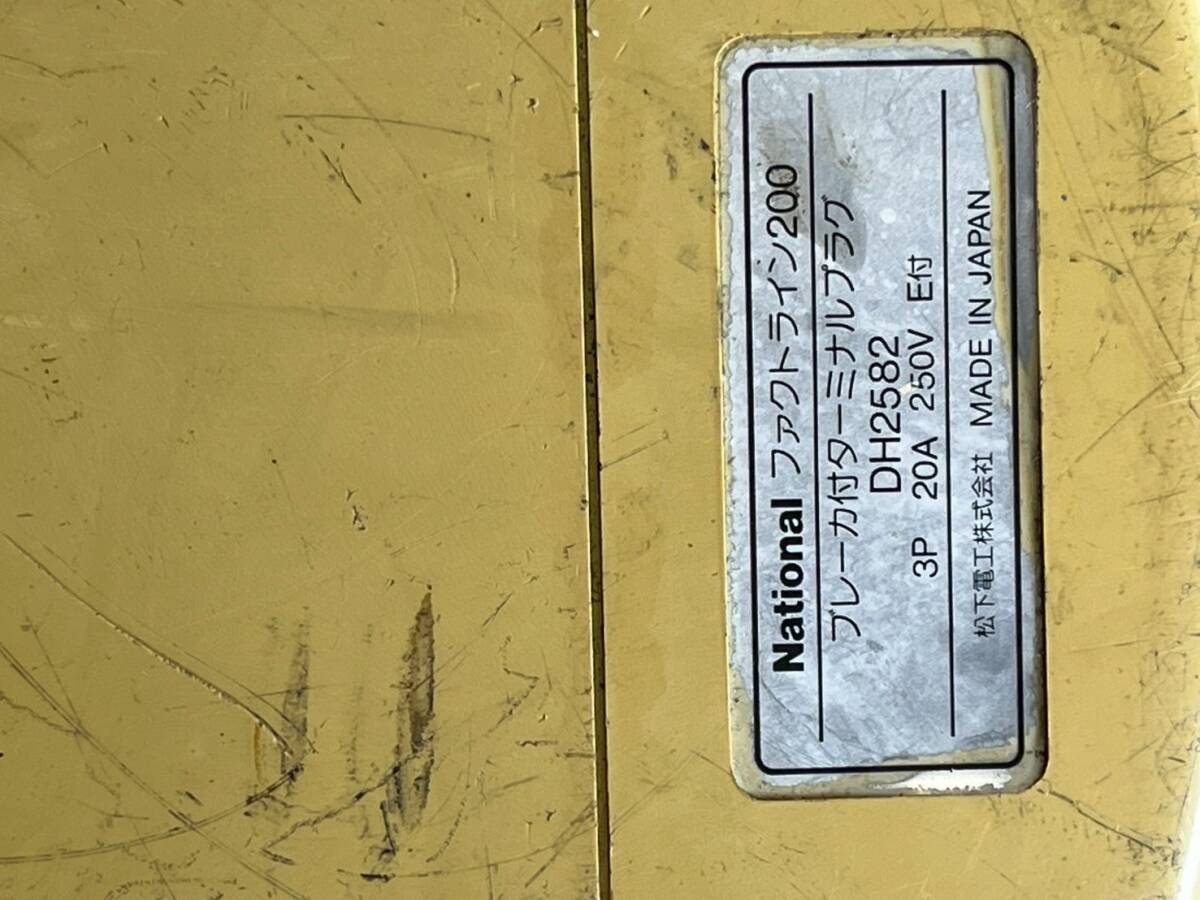 National ファクトライン200
ブレーカ付ターミナルプラグ
DH2582
3P 20A 250V E付
松下電工株式会社 MADE IN JAPAN